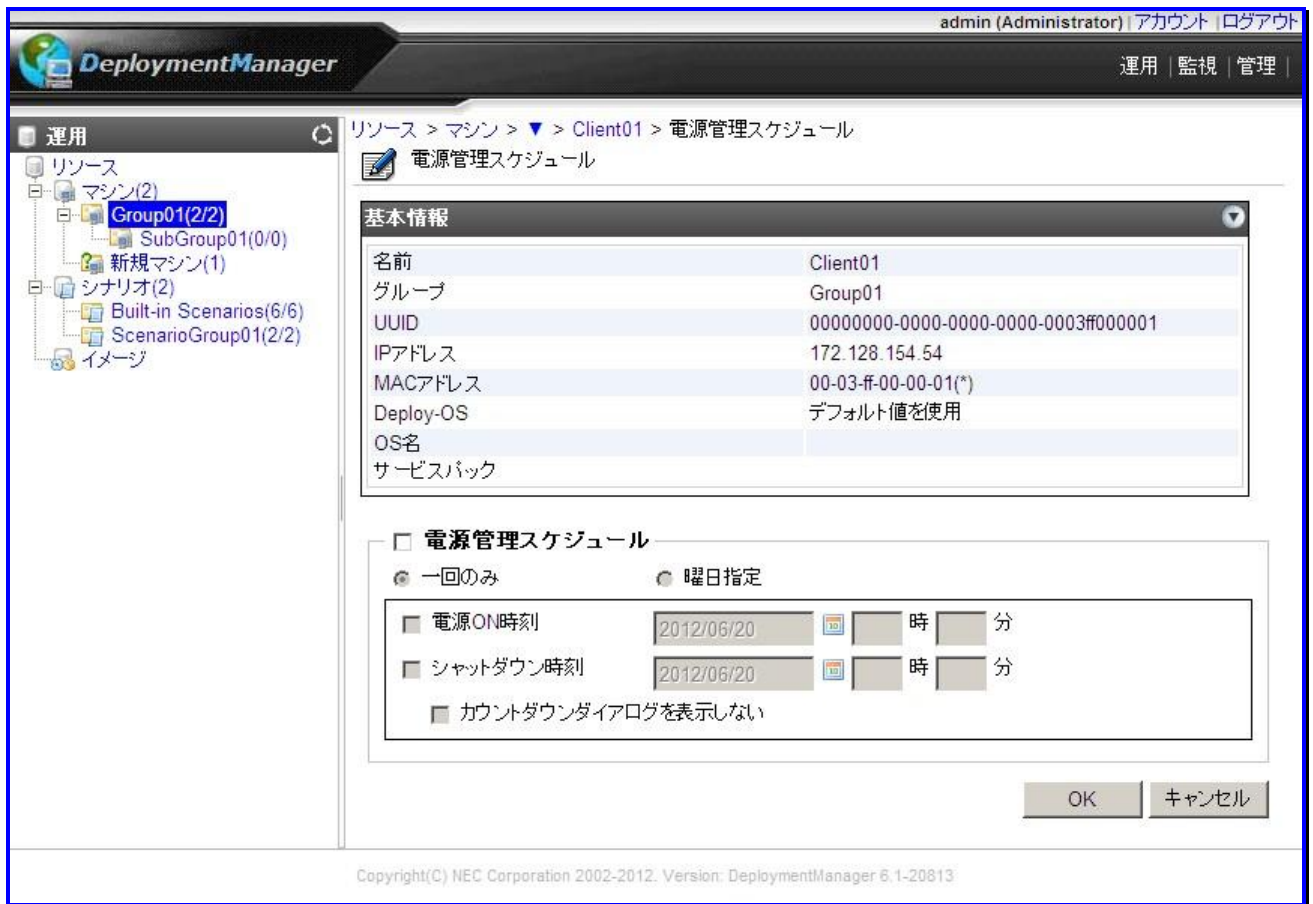 admin (Administrator) | アカウント | ログアウト
DeploymentManager
運用 | 監視 | 管理 |
運用
リソース
マシン(2)
Group01(2/2)
SubGroup01(0/0)
新規マシン(1)
シナリオ(2)
Built-in Scenarios(6/6)
ScenarioGroup01(2/2)
イメージ
リソース > マシン > ▼ > Client01 > 電源管理スケジュール
電源管理スケジュール
基本情報
名前 Client01
グループ Group01
UUID 00000000-0000-0000-0000-0003ff000001
IPアドレス 172.128.154.54
MACアドレス 00-03-ff-00-00-01(*)
Deploy-OS デフォルト値を使用
OS名
サービスパック
電源管理スケジュール
一回のみ 曜日指定
電源ON時刻 2012/06/20 時 分
シャットダウン時刻 2012/06/20 時 分
カウントダウンダイアログを表示しない
OK キャンセル
Copyright(C) NEC Corporation 2002-2012. Version: DeploymentManager 6.1-20813